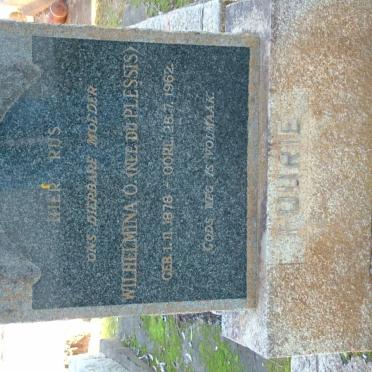 HIER RUS
ONS DIERBARE MOEDER
WILHELMINA O. (NEE DU PLESSIS)
GEB. 1.11.1878 - OORL. 28.7.1962.
GODS WEG IS VOLMAAK.
FOURIE